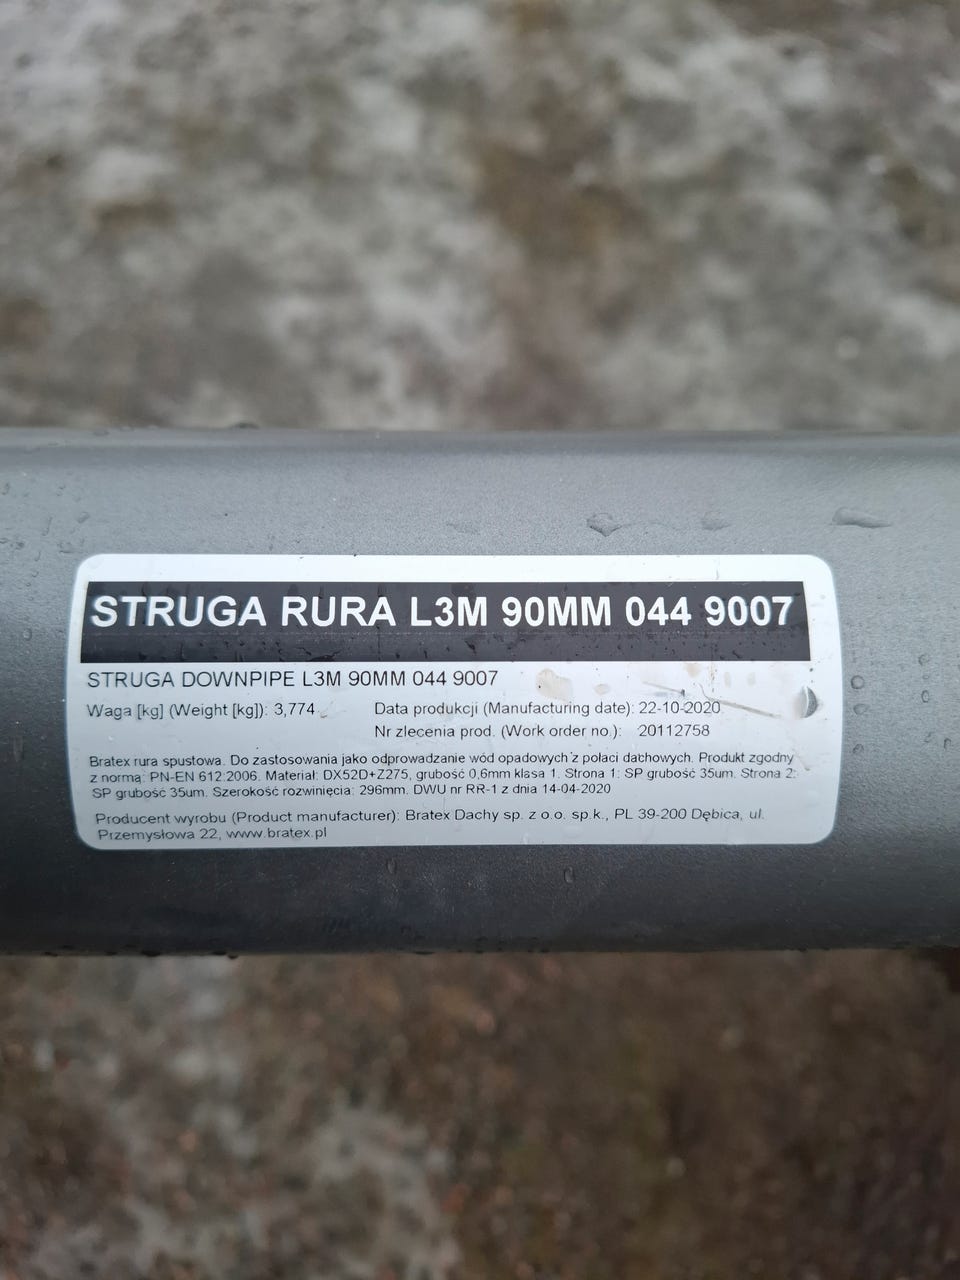 STRUGA RURA L3M 90MM 044 9007
STRUGA DOWNPIPE L3M 90MM 044 9007
Waga [kg] (Weight [kg]): 3,774 Data produkcji (Manufacturing date): 22-10-2020
Nr zlecenia prod. (Work order no.): 20112758
Bratex rura spustowa. Do zastosowania jako odprowadzanie wód opadowych z połaci dachowych. Produkt zgodny
z normą: PN-EN 612:2006. Materiał: DX52D+Z275, grubość 0,6mm klasa 1. Strona 1: SP grubość 35um. Strona 2:
SP grubość 35um. Szerokość rozwinięcia: 296mm. DWU nr RR-1 z dnia 14-04-2020
Producent wyrobu (Product manufacturer): Bratex Dachy sp. z o.o. sp.k., PL 39-200 Dębica, ul.
Przemysłowa 22, www.bratex.pl